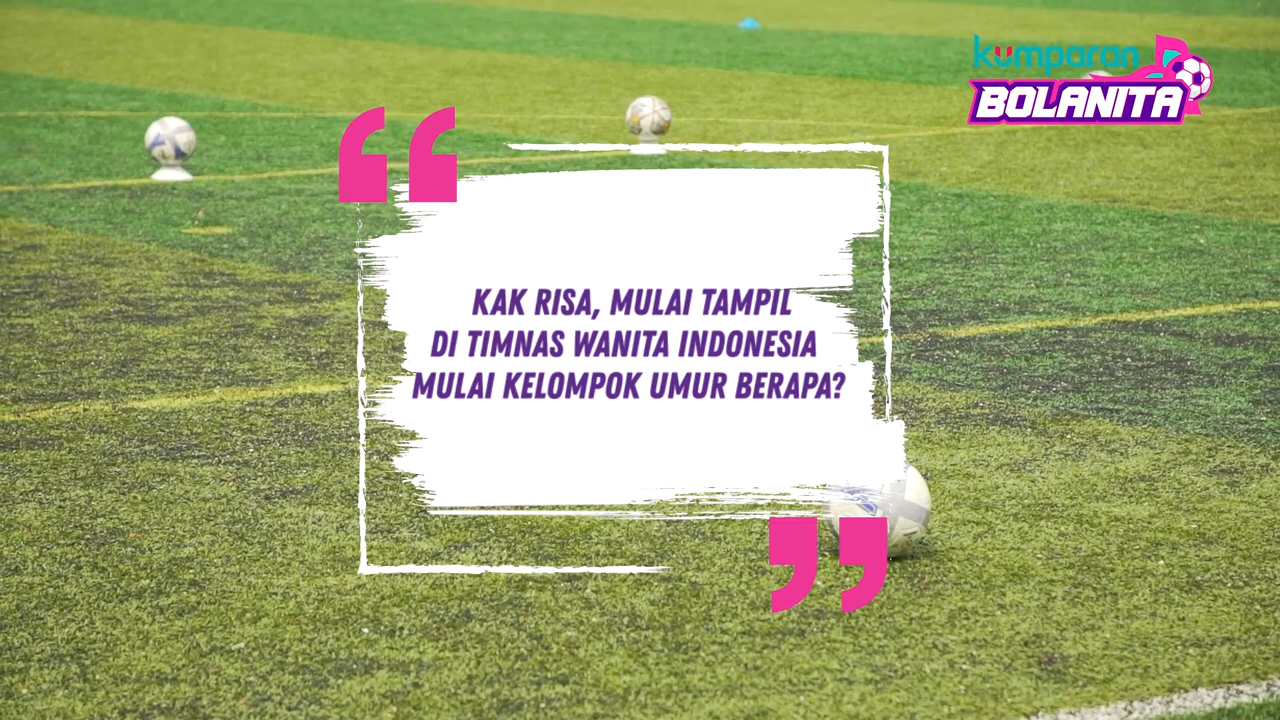 kumparan
BOLANITA
KAK RISA, MULAI TAMPIL
DI TIMNAS WANITA INDONESIA
MULAI KELOMPOK UMUR BERAPA?